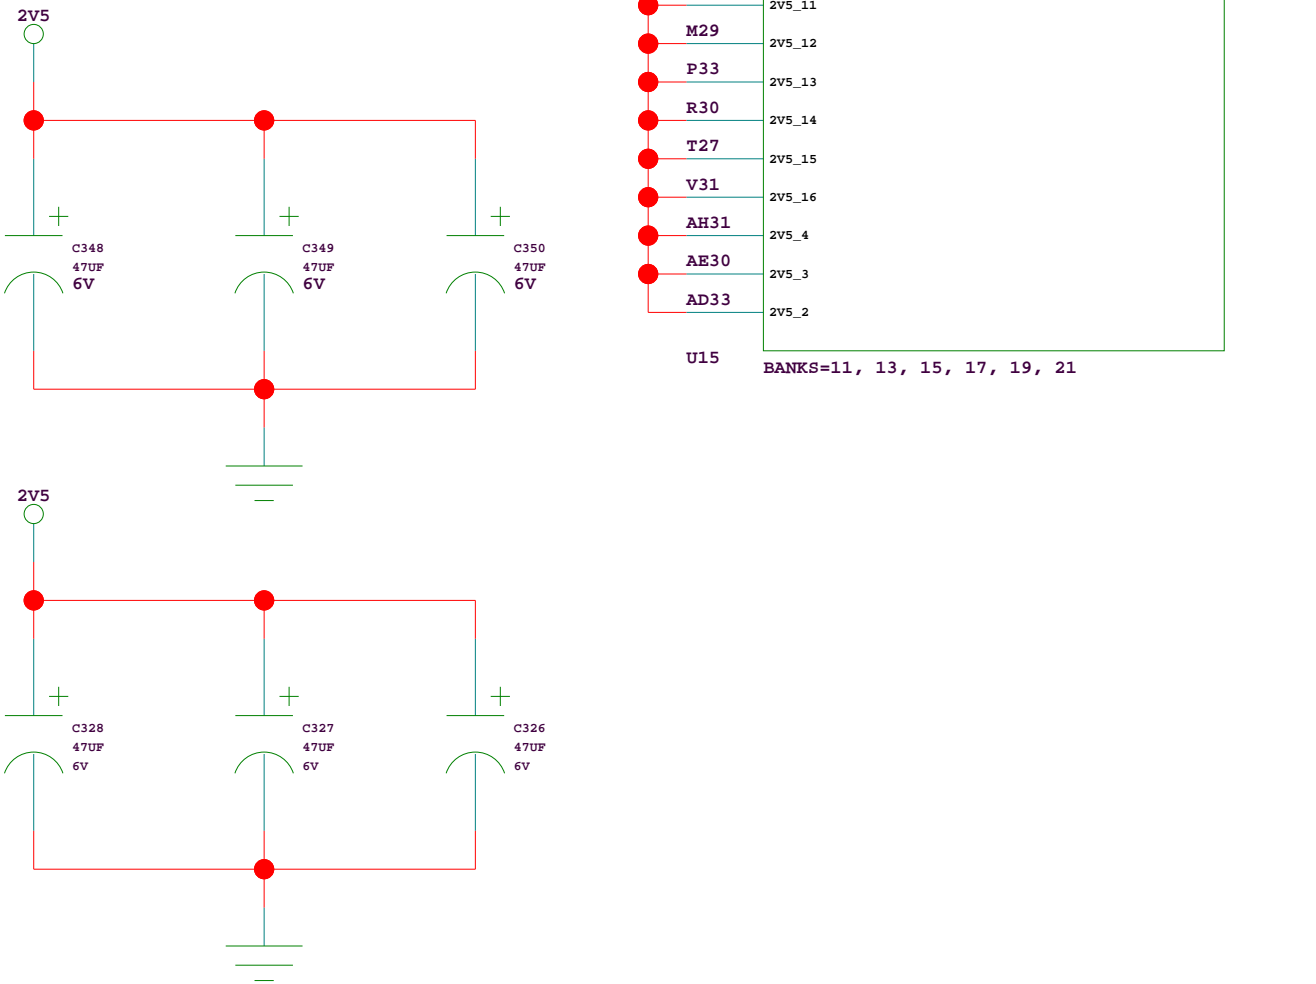 2V5
C348
47UF
6V
C349
47UF
6V
C350
47UF
6V
2V5
C328
47UF
6V
C327
47UF
6V
C326
47UF
6V
2V5_11
M29 2V5_12
P33 2V5_13
R30 2V5_14
T27 2V5_15
V31 2V5_16
AH31 2V5_4
AE30 2V5_3
AD33 2V5_2
U15
BANKS=11, 13, 15, 17, 19, 21